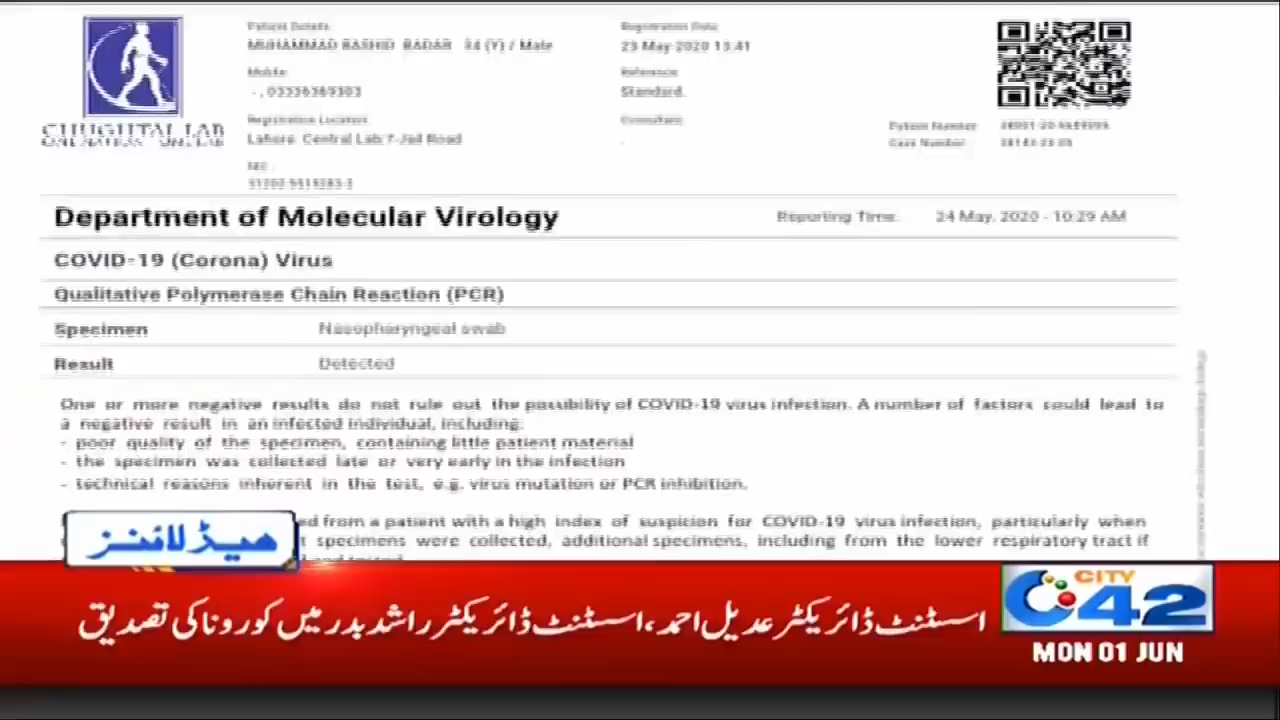 CHUGHTAI LAB
Patient Details
MUHAMMAD RASHID BADAR 34 (Y) / Male
Mobile
Registration Location
Lahore: Central Lab 7-Jail Road
Registration Date
23 May 2020 13:41
Reference
Standard
Consultant
Patient Number
Case Number
Department of Molecular Virology
Reporting Time: 24 May, 2020 - 10:29 AM
COVID-19 (Corona) Virus
Qualitative Polymerase Chain Reaction (PCR)
Specimen Nasopharyngeal swab
Result Detected
One or more negative results do not rule out the possibility of COVID-19 virus infection. A number of factors could lead to
a negative result in an infected individual, including:
- poor quality of the specimen, containing little patient material
- the specimen was collected late or very early in the infection
- technical reasons inherent in the test, e.g. virus mutation or PCR inhibition.
ed from a patient with a high index of suspicion for COVID-19 virus infection, particularly when
specimens were collected, additional specimens, including from the lower respiratory tract if
ہیڈلائنز
اسسٹنٹ ڈائریکٹر عدیل احمد، اسسٹنٹ ڈائریکٹر راشد بدر میں کورونا کی تصدیق
CITY
42
MON 01 JUN